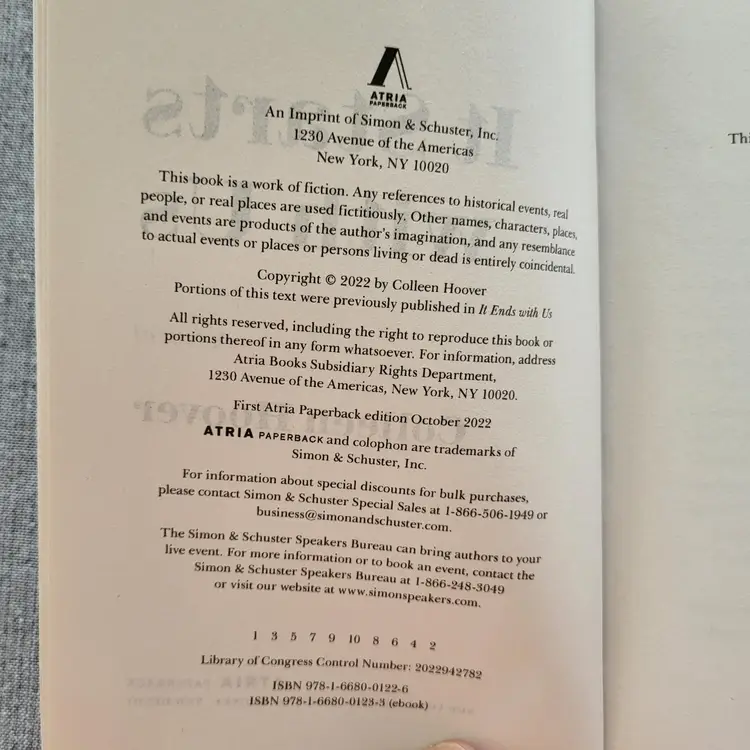 ATRIA
PAPERBACK
An Imprint of Simon & Schuster, Inc.
1230 Avenue of the Americas
New York, NY 10020
This book is a work of fiction. Any references to historical events, real
people, or real places are used fictitiously. Other names, characters, places,
and events are products of the author's imagination, and any resemblance
to actual events or places or persons living or dead is entirely coincidental.
Copyright © 2022 by Colleen Hoover
Portions of this text were previously published in It Ends with Us
All rights reserved, including the right to reproduce this book or
portions thereof in any form whatsoever. For information, address
Atria Books Subsidiary Rights Department,
1230 Avenue of the Americas, New York, NY 10020.
First Atria Paperback edition October 2022
ATRIA PAPERBACK and colophon are trademarks of
Simon & Schuster, Inc.
For information about special discounts for bulk purchases,
please contact Simon & Schuster Special Sales at 1-866-506-1949 or
business@simonandschuster.com.
The Simon & Schuster Speakers Bureau can bring authors to your
live event. For more information or to book an event, contact the
Simon & Schuster Speakers Bureau at 1-866-248-3049
or visit our website at www.simonspeakers.com.
1 3 5 7 9 10 8 6 4 2
Library of Congress Control Number: 2022942782
ISBN 978-1-6680-0122-6
ISBN 978-1-6680-0123-3 (ebook)